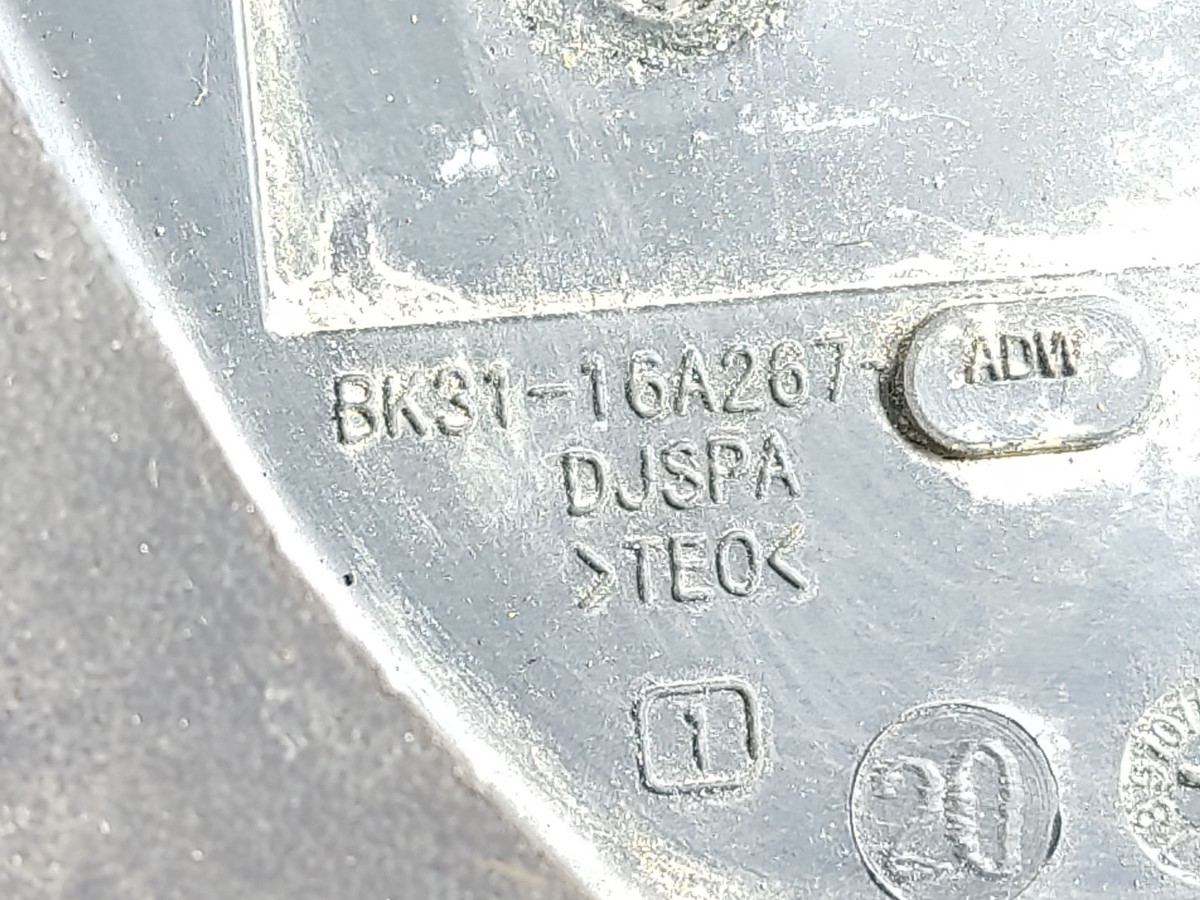 BK31-16A267-ADW
DJSPA
>TEO<
1
20